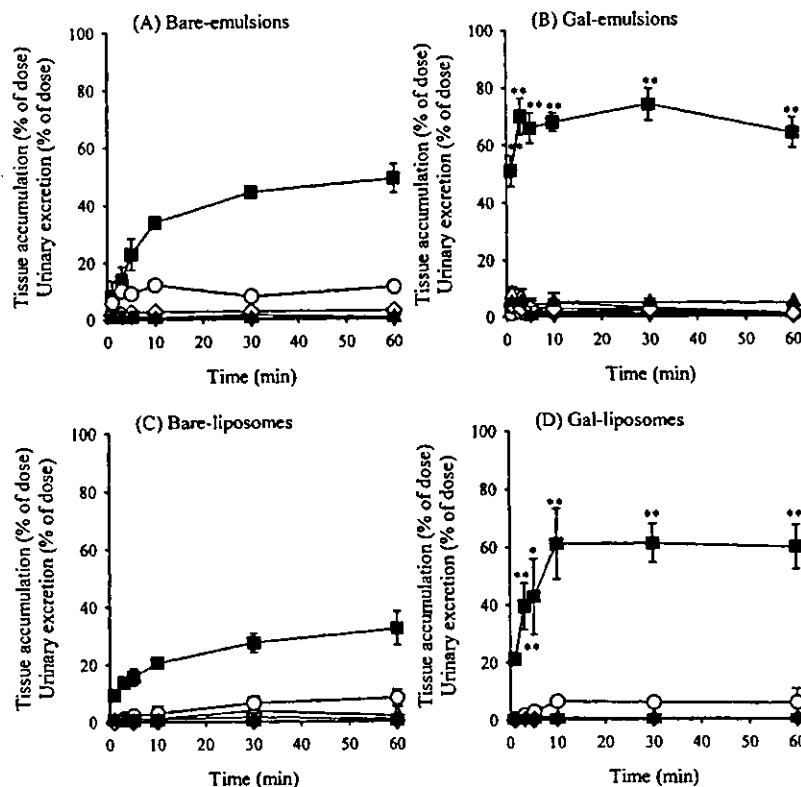 (A) Bare-emulsions
Tissue accumulation (% of dose)
Urinary excretion (% of dose)
100
80
60
40
20
0
0 10 20 30 40 50 60
Time (min)
(B) Gal-emulsions
Tissue accumulation (% of dose)
Urinary excretion (% of dose)
100
80
60
40
20
0
** ** ** ** ** **
0 10 20 30 40 50 60
Time (min)
(C) Bare-liposomes
Tissue accumulation (% of dose)
Urinary excretion (% of dose)
100
80
60
40
20
0
0 10 20 30 40 50 60
Time (min)
(D) Gal-liposomes
Tissue accumulation (% of dose)
Urinary excretion (% of dose)
100
80
60
40
20
0
** * ** ** ** **
0 10 20 30 40 50 60
Time (min)